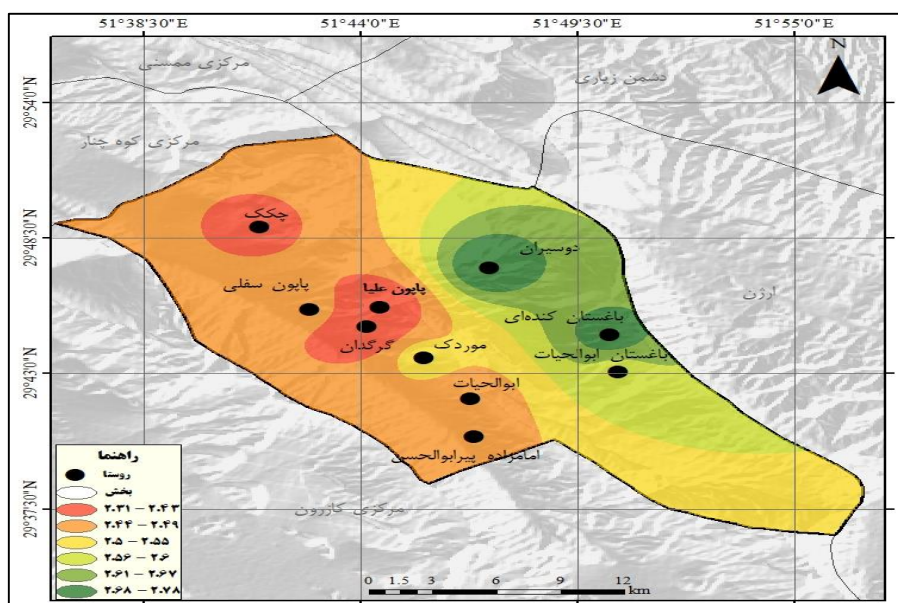 51°38'30"E 51°44'0"E 51°49'30"E 51°55'0"E
N
29°54'0"N
29°48'30"N
29°43'0"N
29°37'30"N
مرکزی ممسنی
دشمن زیاری
مرکزی کوه چنار
چکک
دوسیران
ارژن
پاپون سفلی
پاپون علیا
باغستان کنده‌ای
گرگدان
موردک
باغستان ابوالحیات
ابوالحیات
امامزاده پیرابوالحسن
مرکزی کازرون
راهنما
روستا
بخش
۲.۳۱ – ۲.۴۳
۲.۴۴ – ۲.۴۹
۲.۵ – ۲.۵۵
۲.۵۶ – ۲.۶
۲.۶۱ – ۲.۶۷
۲.۶۸ – ۲.۷۸
0 1.5 3 6 9 12
km